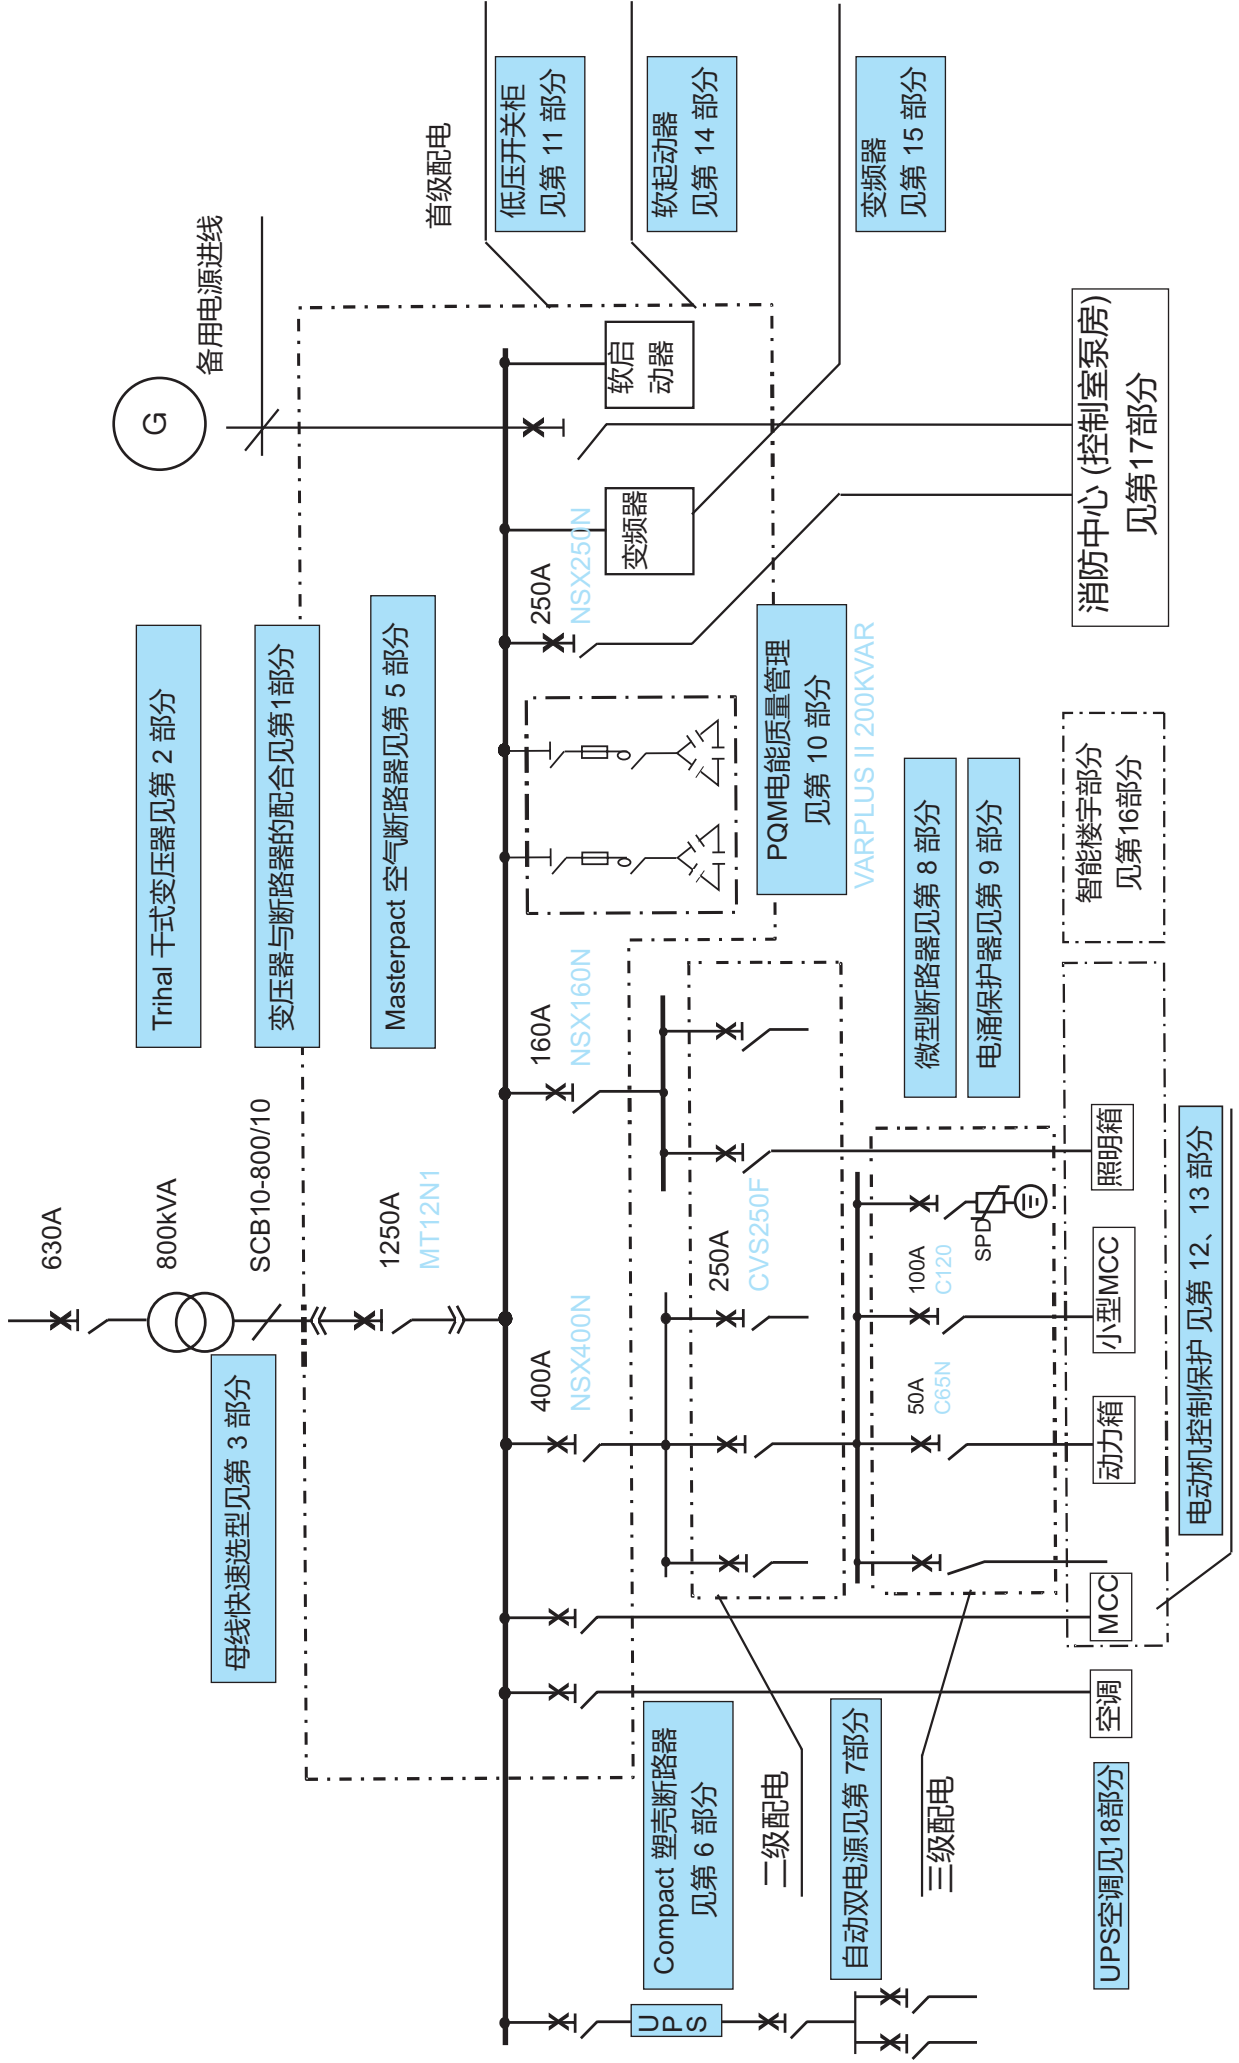 630A
800kVA
SCB10-800/10
1250A
MT12N1
母线快速选型见第 3 部分
Trihal 干式变压器见第 2 部分
变压器与断路器的配合见第1部分
Masterpact 空气断路器见第 5 部分
G
备用电源进线
首级配电
低压开关柜
见第 11 部分
软起动器
见第 14 部分
变频器
见第 15 部分
400A
NSX400N
160A
NSX160N
250A
NSX250N
变频器
软启
动器
PQM电能质量管理
见第 10 部分
VARPLUS II 200KVAR
Compact 塑壳断路器
见第 6 部分
UPS
二级配电
自动双电源见第 7部分
三级配电
250A
CVS250F
微型断路器见第 8 部分
电涌保护器见第 9 部分
50A
C65N
100A
C120
SPD
UPS空调见18部分
空调
MCC
动力箱
小型MCC
照明箱
智能楼宇部分
见第16部分
消防中心 (控制室泵房)
见第17部分
电动机控制保护 见第 12、13 部分